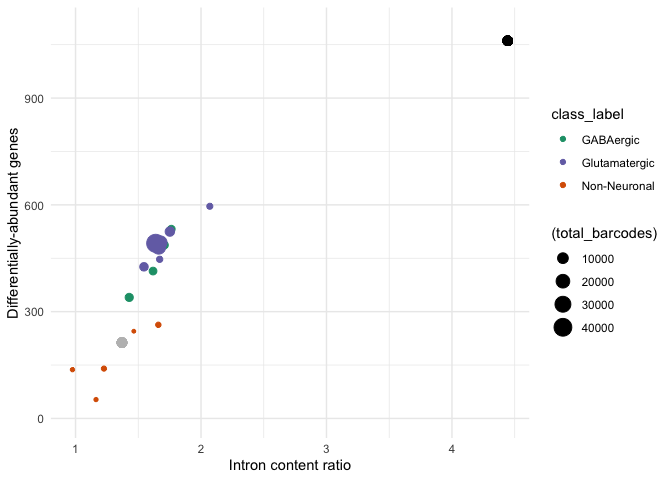 900
600
300
0
1
2
3
4
Intron content ratio
Differentially-abundant genes
class_label
GABAergic
Glutamatergic
Non-Neuronal
(total_barcodes)
10000
20000
30000
40000